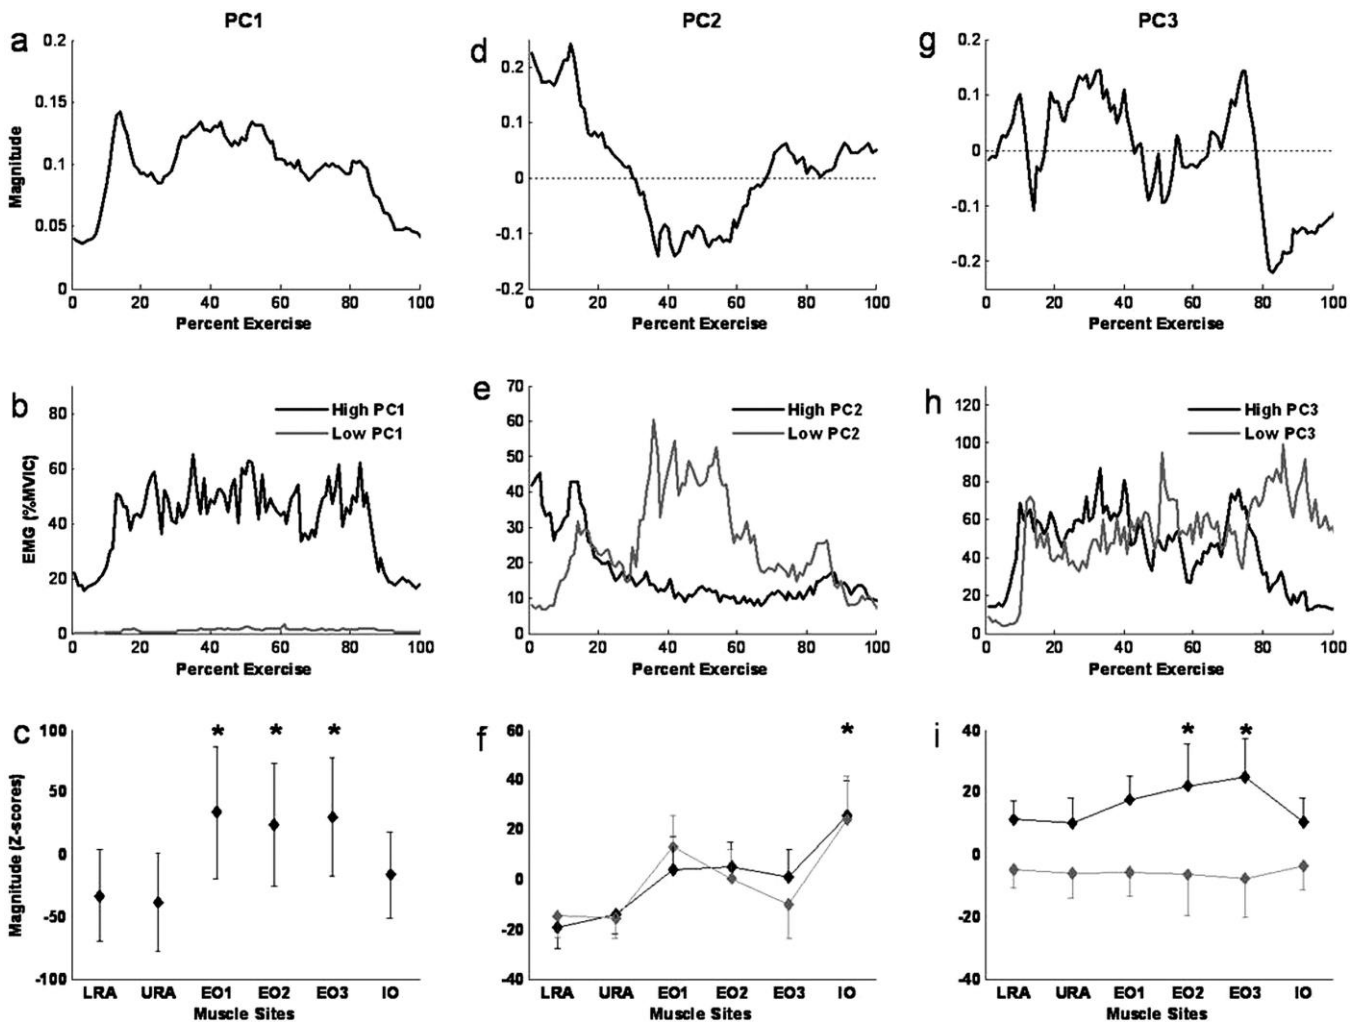 PC1
PC2
PC3
a
d
g
Magnitude
0.2
0.15
0.1
0.05
0
0.2
0.1
0
-0.1
-0.2
0.2
0.1
0
-0.1
-0.2
0 20 40 60 80 100
0 20 40 60 80 100
0 20 40 60 80 100
Percent Exercise
Percent Exercise
Percent Exercise
b
e
h
EMG (%MVIC)
80
60
40
20
0
High PC1
Low PC1
70
60
50
40
30
20
10
0
High PC2
Low PC2
120
100
80
60
40
20
0
High PC3
Low PC3
0 20 40 60 80 100
0 20 40 60 80 100
0 20 40 60 80 100
Percent Exercise
Percent Exercise
Percent Exercise
c
f
i
Magnitude (Z-scores)
100
50
0
-50
-100
* * *
60
40
20
0
-20
-40
*
40
20
0
-20
-40
* *
LRA URA EO1 EO2 EO3 IO
LRA URA EO1 EO2 EO3 IO
LRA URA EO1 EO2 EO3 IO
Muscle Sites
Muscle Sites
Muscle Sites